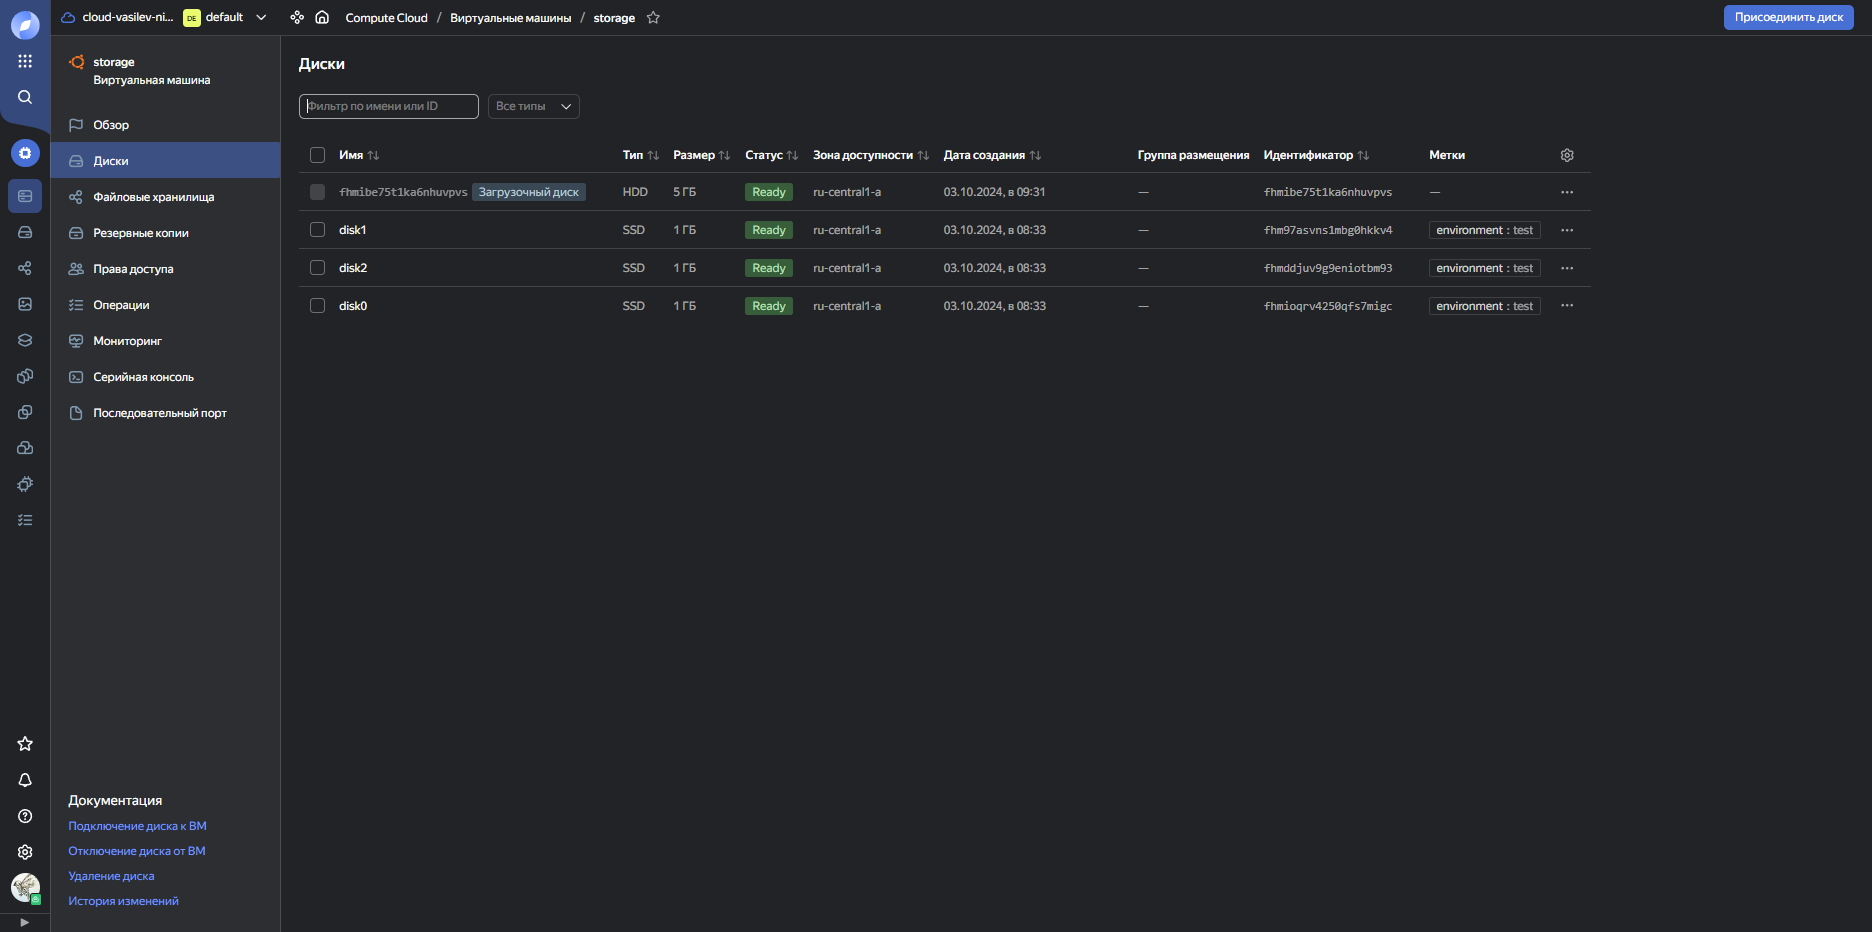 cloud-vasilev-ni... DE default Compute Cloud / Виртуальные машины / storage Присоединить диск
storage
Виртуальная машина
Обзор
Диски
Файловые хранилища
Резервные копии
Права доступа
Операции
Мониторинг
Серийная консоль
Последовательный порт
Документация
Подключение диска к ВМ
Отключение диска от ВМ
Удаление диска
История изменений
Диски
Фильтр по имени или ID Все типы
Имя Тип Размер Статус Зона доступности Дата создания Группа размещения Идентификатор Метки
fhmibe75t1ka6nhuvpvs Загрузочный диск HDD 5 ГБ Ready ru-central1-a 03.10.2024, в 09:31 — fhmibe75t1ka6nhuvpvs — ···
disk1 SSD 1 ГБ Ready ru-central1-a 03.10.2024, в 08:33 — fhm97asvns1mbg0hkkv4 environment : test ···
disk2 SSD 1 ГБ Ready ru-central1-a 03.10.2024, в 08:33 — fhmddjuv9g9eniotbm93 environment : test ···
disk0 SSD 1 ГБ Ready ru-central1-a 03.10.2024, в 08:33 — fhmioqrv4250qfs7migc environment : test ···